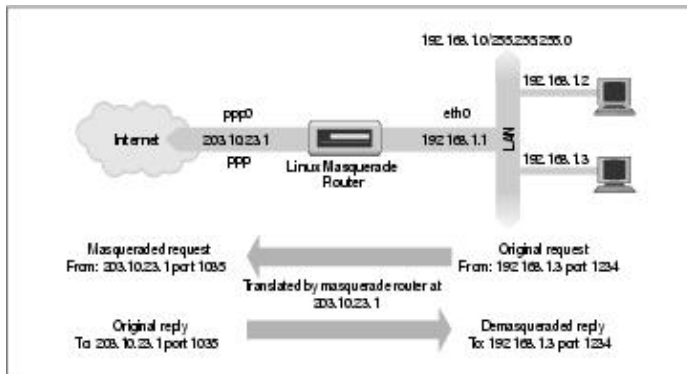 192.168.1.0/255.255.255.0
192.168.1.2
ppp0
eth0
Internet
203.10.23.1
192.168.1.1
LAN
PPP
Linux Masquerade
Router
192.168.1.3
Masqueraded request
From: 203.10.23.1 port 1035
Original request
From: 192.168.1.3 port 1234
Translated by masquerade router at
203.10.23.1
Original reply
To: 203.10.23.1 port 1035
Demasqueraded reply
To: 192.168.1.3 port 1234